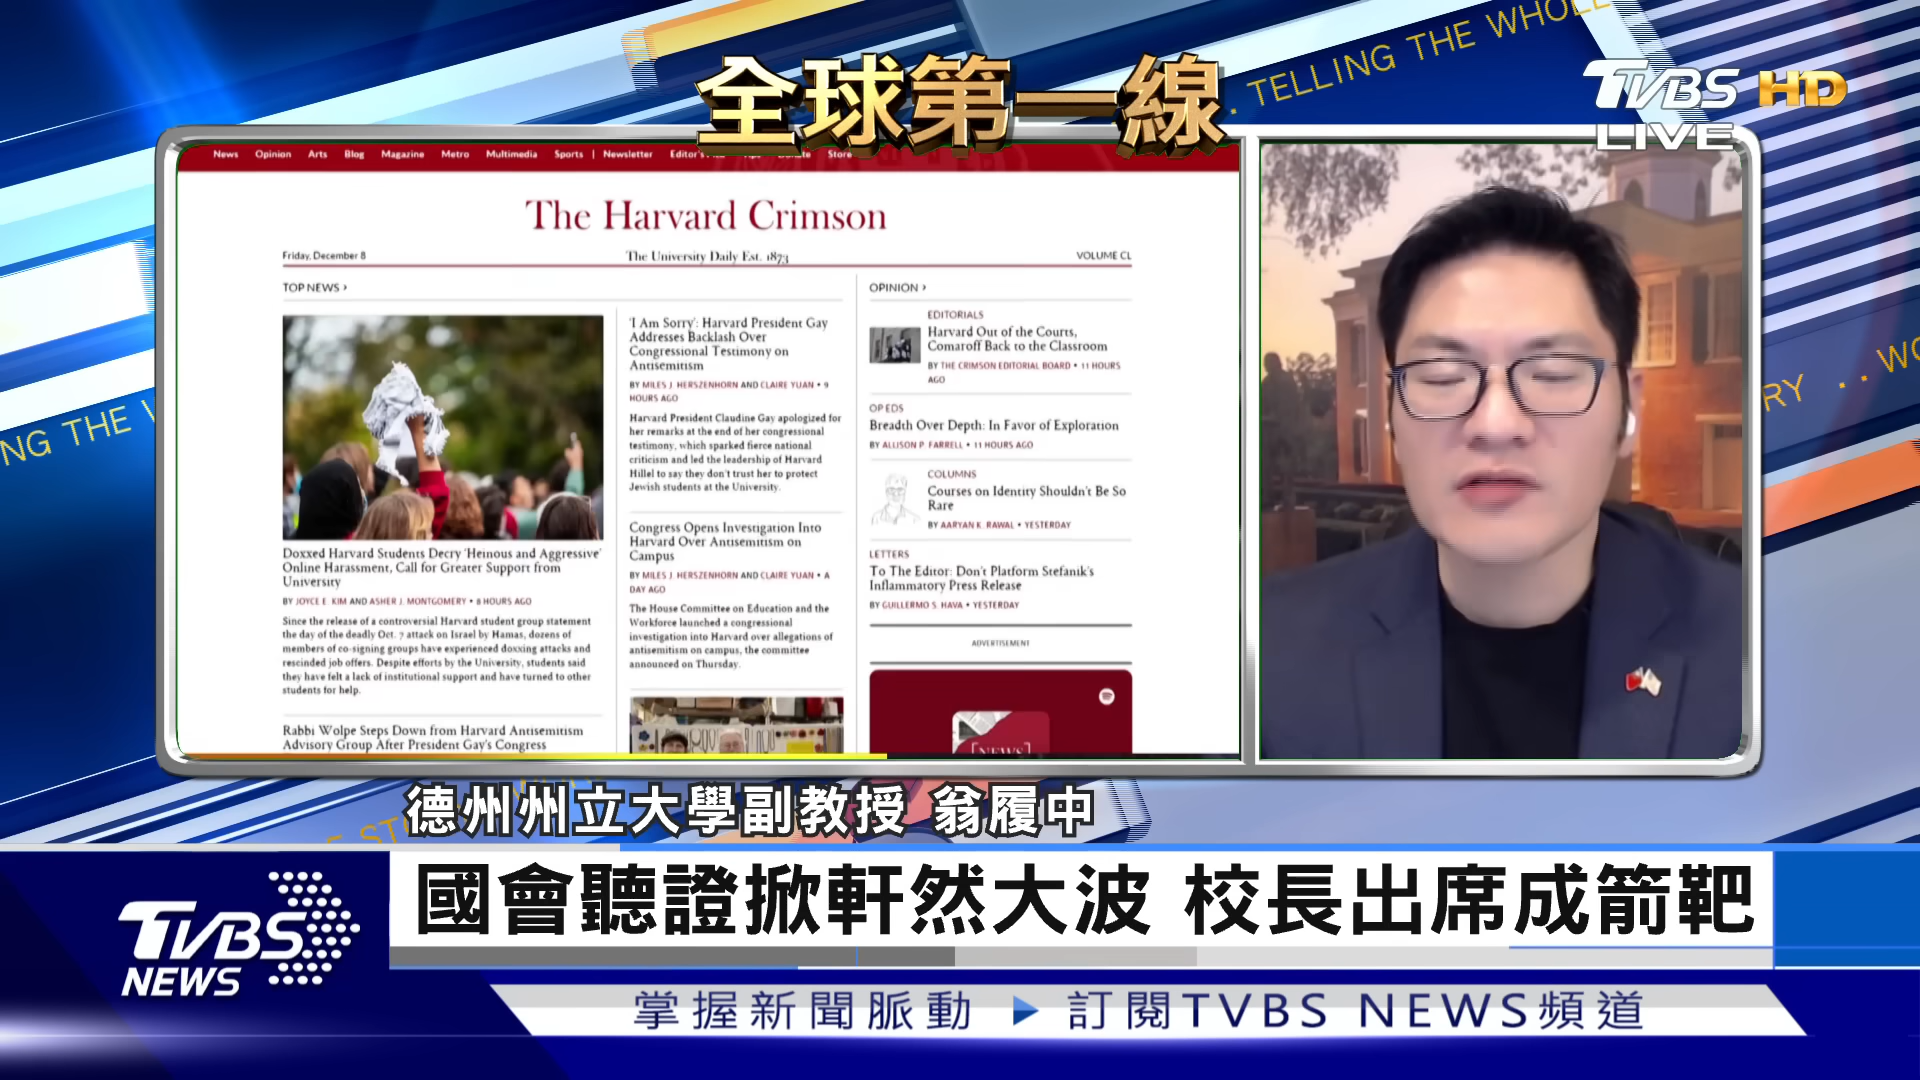 TELLING THE WHOLE
全球第一線
TVBS HD
LIVE
News Opinion Arts Blog Magazine Metro Multimedia Sports | Newsletter Store
The Harvard Crimson
Friday, December 8
The University Daily Est. 1873
VOLUME CL
TOP NEWS ›
Doxxed Harvard Students Decry 'Heinous and Aggressive'
Online Harassment, Call for Greater Support from
University
BY JOYCE E. KIM AND ASHER J. MONTGOMERY • 8 HOURS AGO
Since the release of a controversial Harvard student group statement
the day of the deadly Oct. 7 attack on Israel by Hamas, dozens of
members of co-signing groups have experienced doxxing attacks and
rescinded job offers. Despite efforts by the University, students said
they have felt a lack of institutional support and have turned to other
students for help.
Rabbi Wolpe Steps Down from Harvard Antisemitism
Advisory Group After President Gay's Congress
'I Am Sorry': Harvard President Gay
Addresses Backlash Over
Congressional Testimony on
Antisemitism
BY MILES J. HERSZENHORN AND CLAIRE YUAN • 9
HOURS AGO
Harvard President Claudine Gay apologized for
her remarks at the end of her congressional
testimony, which sparked fierce national
criticism and led the leadership of Harvard
Hillel to say they don't trust her to protect
Jewish students at the University.
Congress Opens Investigation Into
Harvard Over Antisemitism on
Campus
BY MILES J. HERSZENHORN AND CLAIRE YUAN • A
DAY AGO
The House Committee on Education and the
Workforce launched a congressional
investigation into Harvard over allegations of
antisemitism on campus, the committee
announced on Thursday.
OPINION ›
EDITORIALS
Harvard Out of the Courts,
Comaroff Back to the Classroom
BY THE CRIMSON EDITORIAL BOARD • 11 HOURS
AGO
OP EDS
Breadth Over Depth: In Favor of Exploration
BY ALLISON P. FARRELL • 11 HOURS AGO
COLUMNS
Courses on Identity Shouldn't Be So
Rare
BY AARYAN K. RAWAL • YESTERDAY
LETTERS
To The Editor: Don't Platform Stefanik's
Inflammatory Press Release
BY GUILLERMO S. HAVA • YESTERDAY
ADVERTISEMENT
[NEWS]
德州州立大學副教授 翁履中
國會聽證掀軒然大波 校長出席成箭靶
TVBS
NEWS
掌握新聞脈動 ▶ 訂閱TVBS NEWS頻道